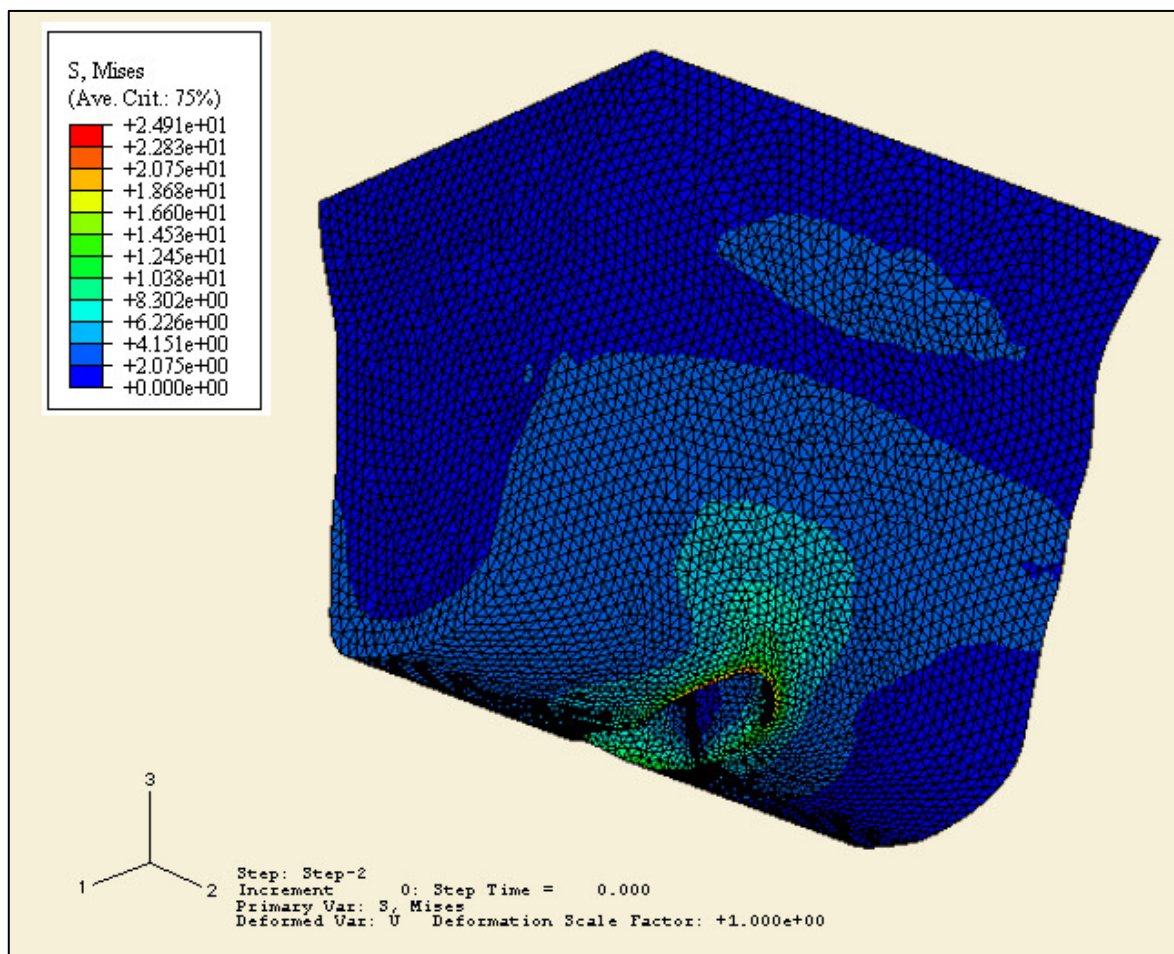 S, Mises
(Ave. Crit.: 75%)
+2.491e+01
+2.283e+01
+2.075e+01
+1.868e+01
+1.660e+01
+1.453e+01
+1.245e+01
+1.038e+01
+8.302e+00
+6.226e+00
+4.151e+00
+2.075e+00
+0.000e+00
3
1
2
Step: Step-2
Increment 0: Step Time = 0.000
Primary Var: S, Mises
Deformed Var: U Deformation Scale Factor: +1.000e+00